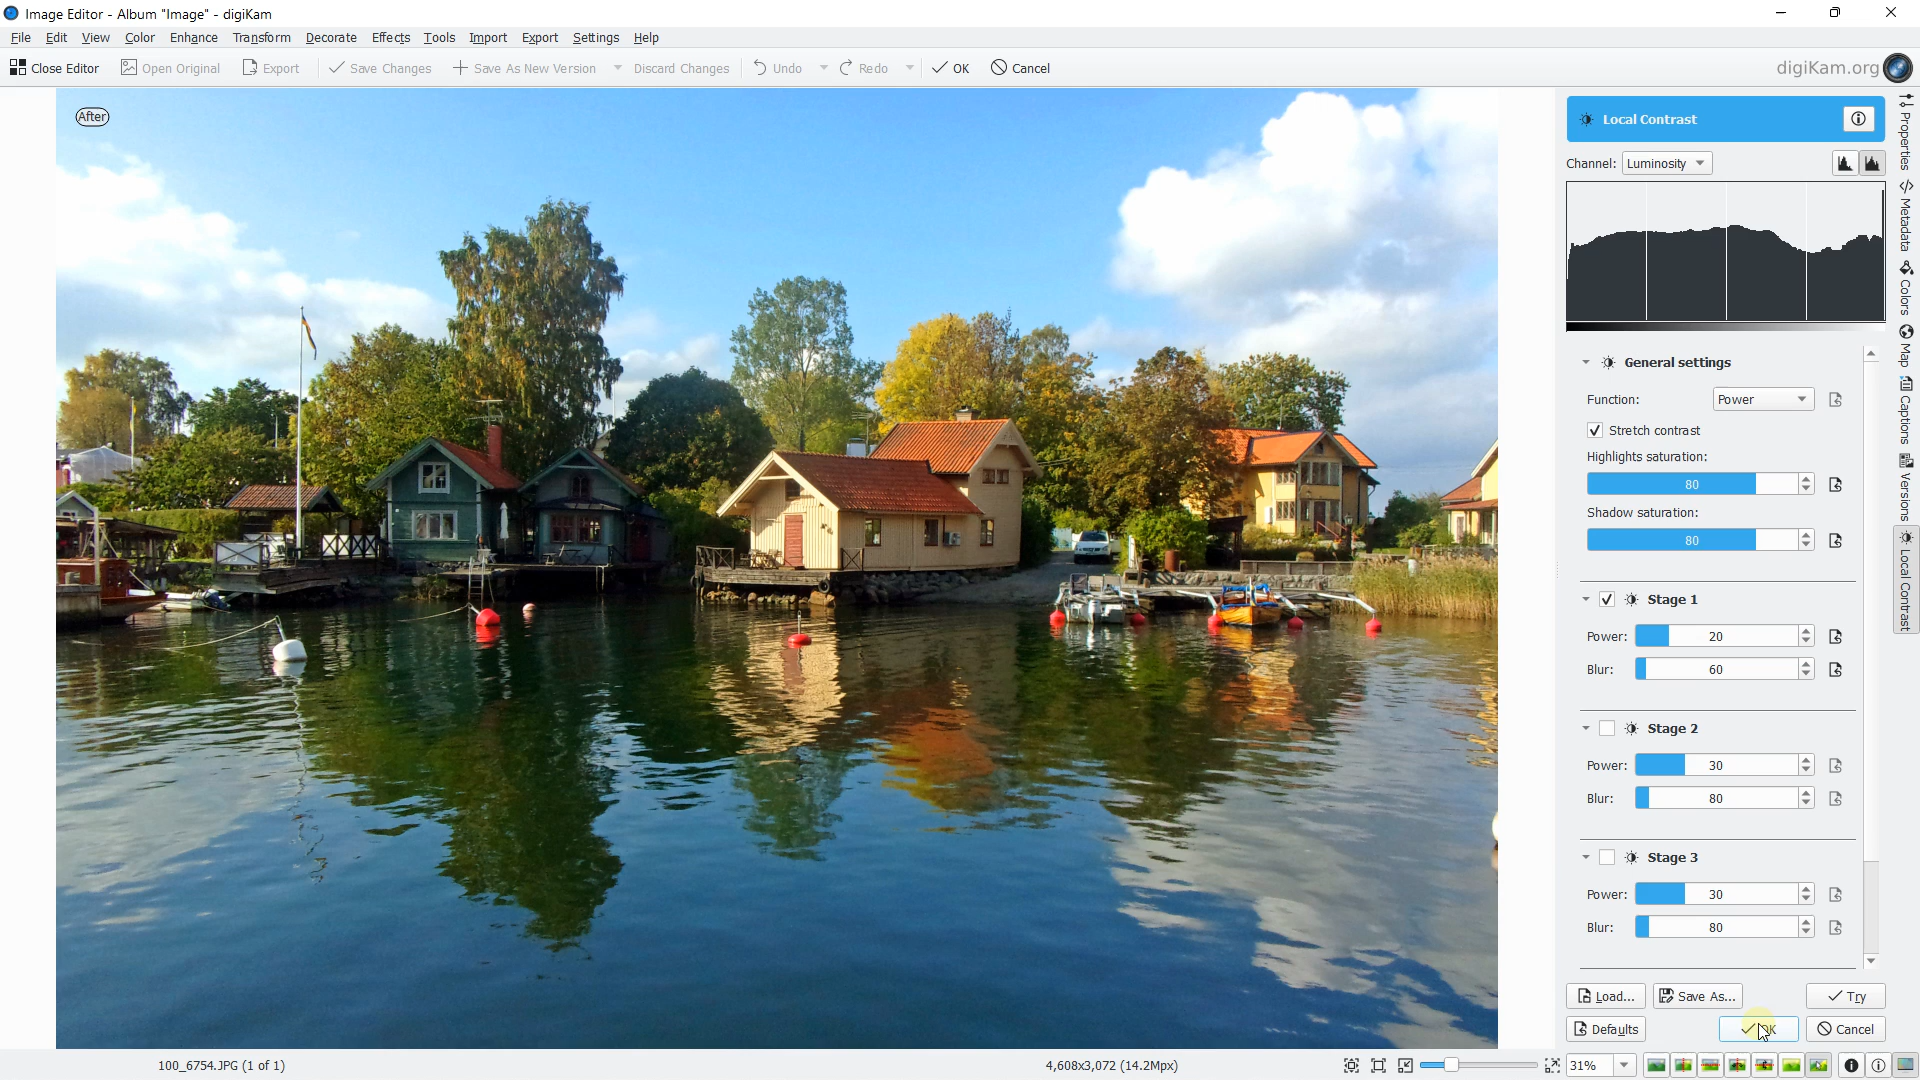 Image Editor - Album "Image" - digiKam
File Edit View Color Enhance Transform Decorate Effects Tools Import Export Settings Help
Close Editor Open Original Export Save Changes Save As New Version Discard Changes Undo Redo OK Cancel digiKam.org
After
Local Contrast
Channel: Luminosity
General settings
Function: Power
Stretch contrast
Highlights saturation:
80
Shadow saturation:
80
Stage 1
Power: 20
Blur: 60
Stage 2
Power: 30
Blur: 80
Stage 3
Power: 30
Blur: 80
Load... Save As... Try
Defaults OK Cancel
Properties
Metadata
Colors
Map
Captions
Versions
Local Contrast
100_6754.JPG (1 of 1) 4,608x3,072 (14.2Mpx) 31%